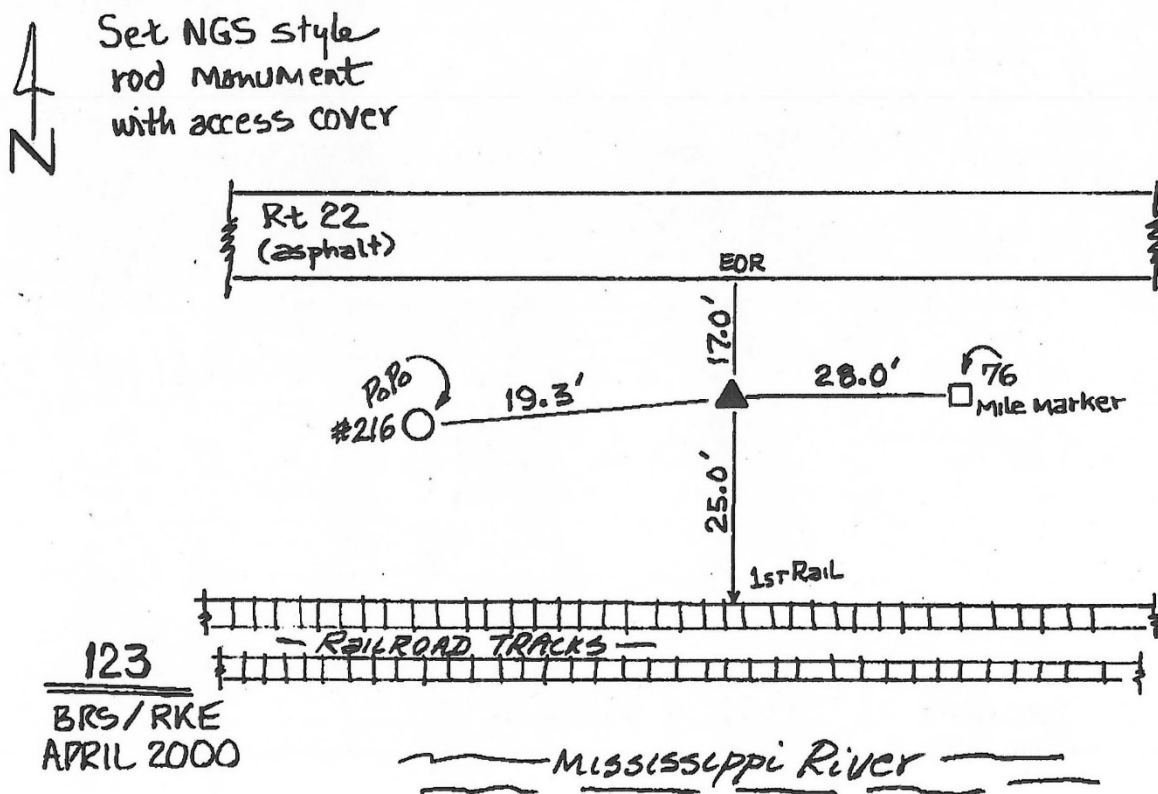 Set NGS style
rod monument
with access cover
N
Rt 22
(asphalt)
EOR
17.0'
PoPo
#216
19.3'
28.0'
76
Mile Marker
25.0'
1st Rail
RAILROAD TRACKS
123
BRS/RKE
APRIL 2000
Mississippi River